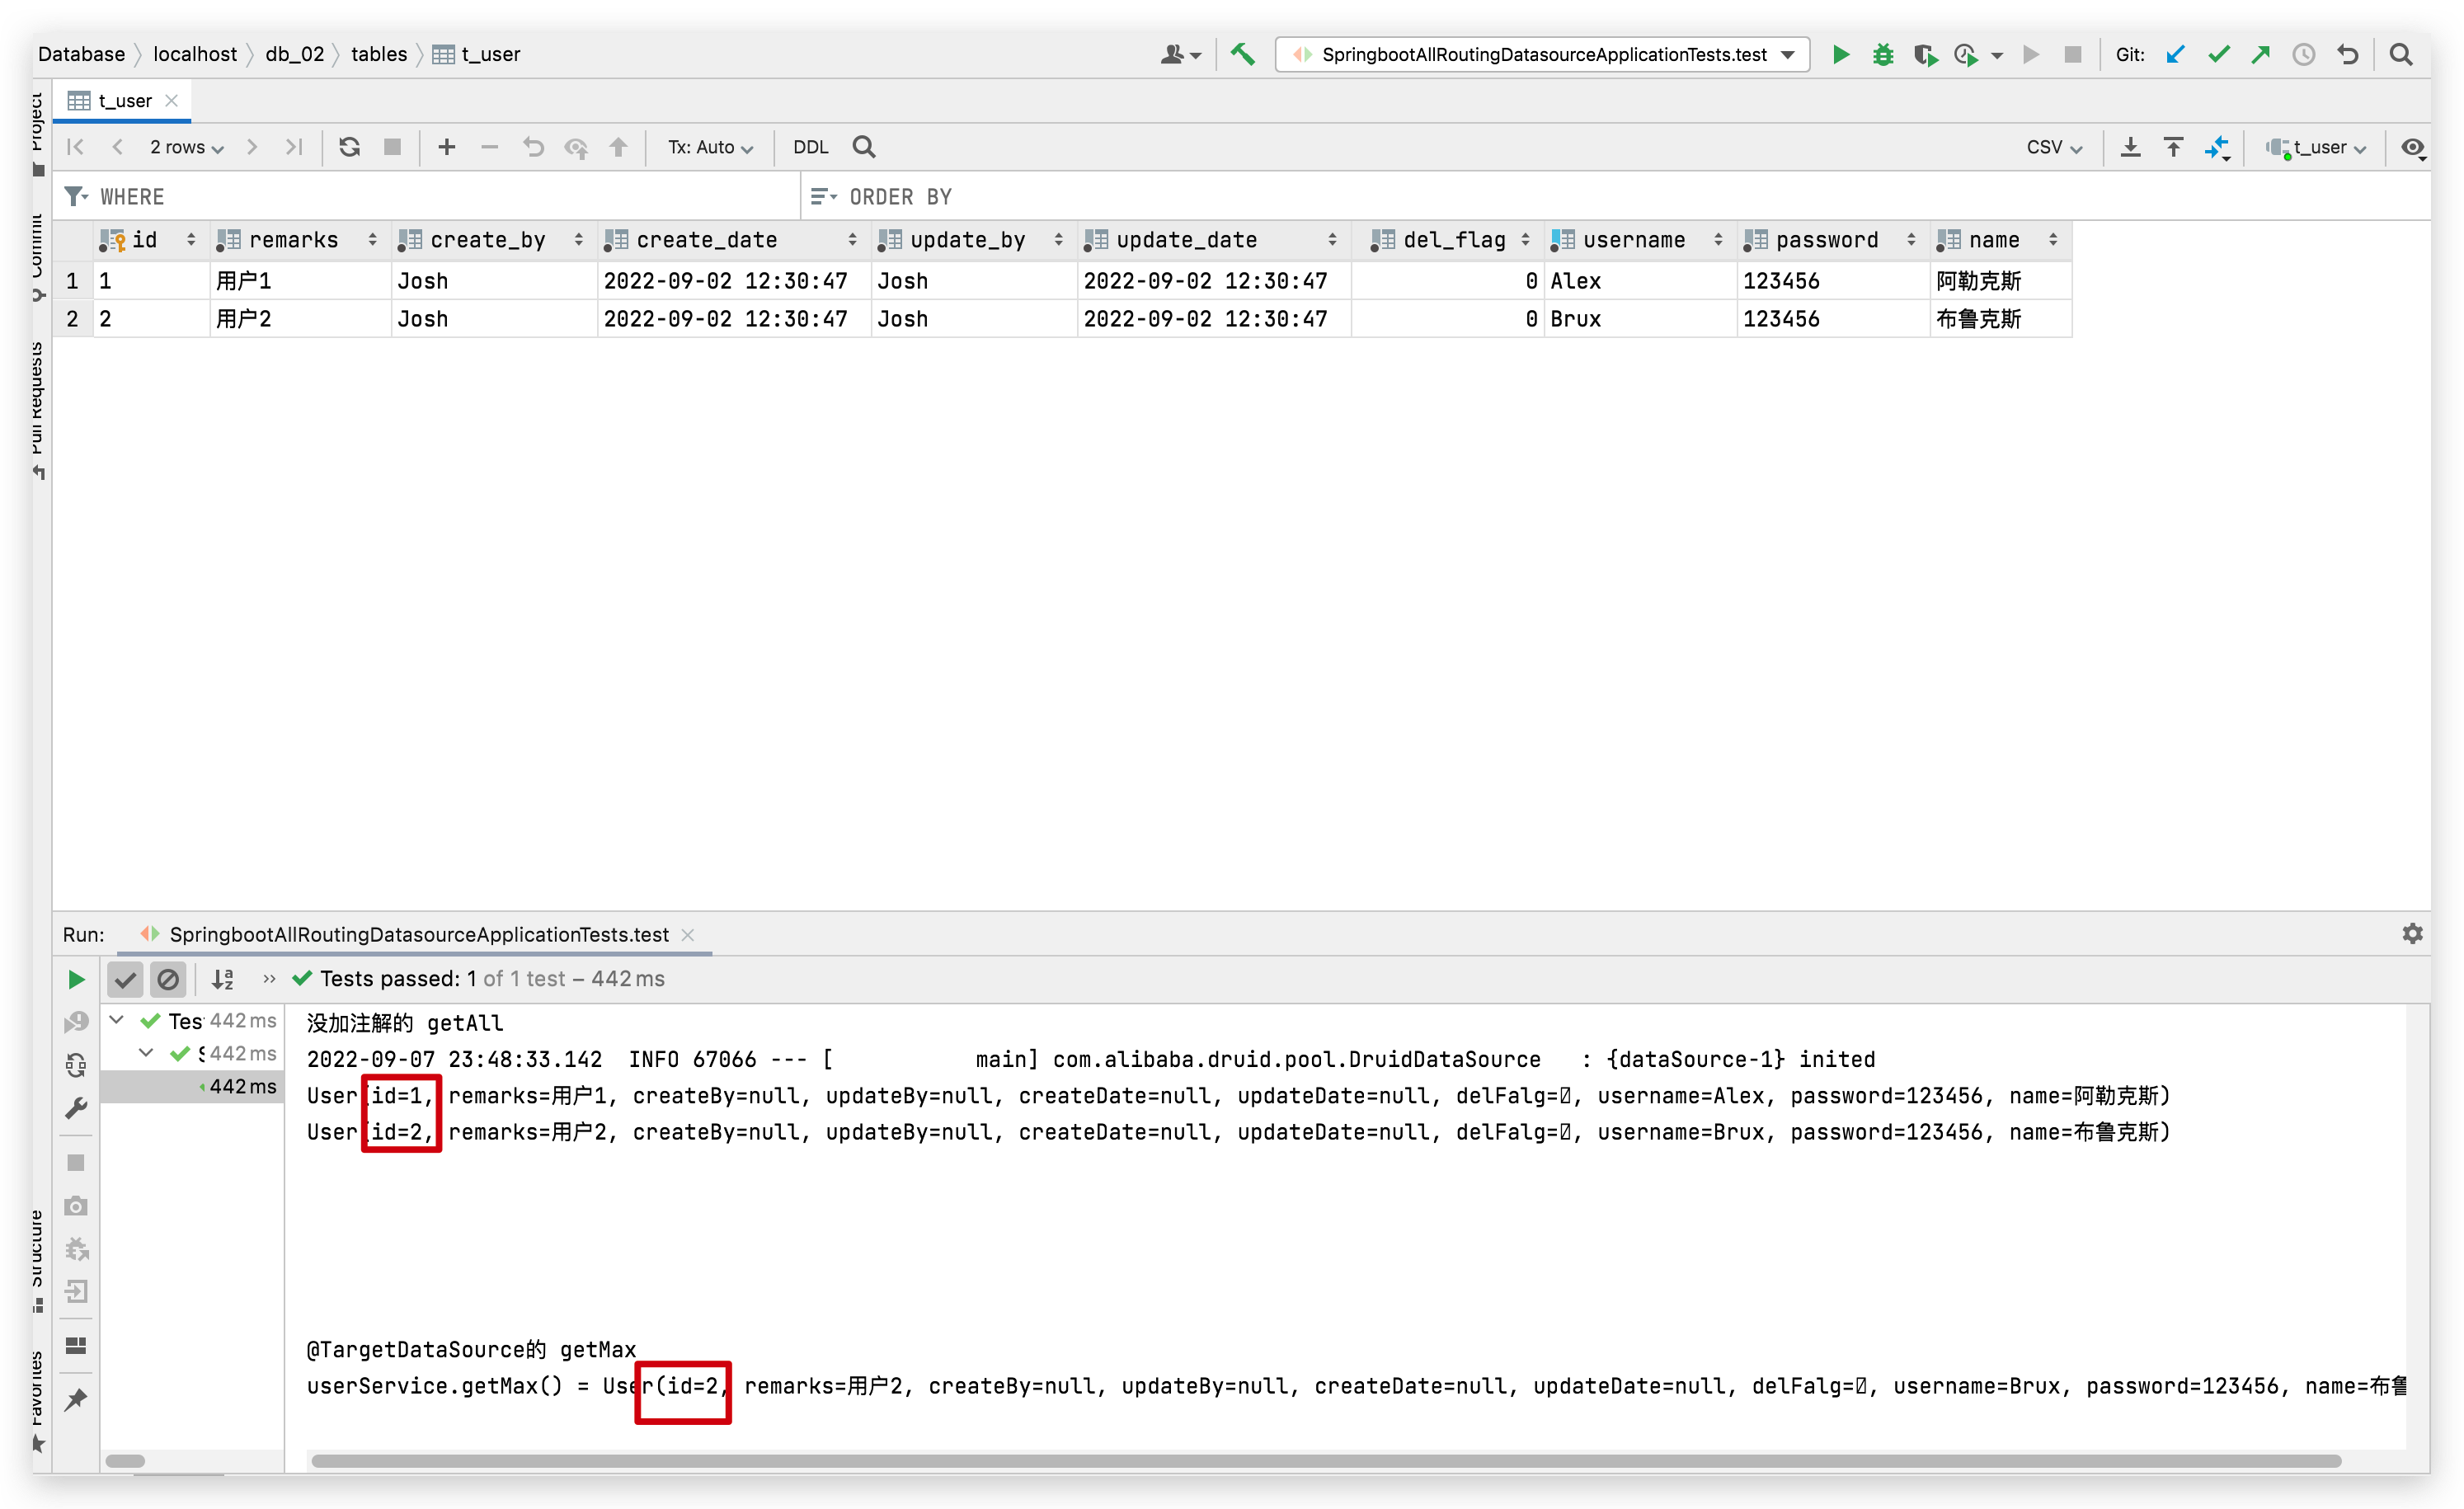 Database localhost db_02 tables t_user SpringbootAllRoutingDatasourceApplicationTests.test Git:
t_user
2 rows Tx: Auto DDL CSV t_user
WHERE ORDER BY
id remarks create_by create_date update_by update_date del_flag username password name
1 1 用户1 Josh 2022-09-02 12:30:47 Josh 2022-09-02 12:30:47 0 Alex 123456 阿勒克斯
2 2 用户2 Josh 2022-09-02 12:30:47 Josh 2022-09-02 12:30:47 0 Brux 123456 布鲁克斯
Project
Commit
Pull Requests
Structure
Favorites
Run: SpringbootAllRoutingDatasourceApplicationTests.test
Tests passed: 1 of 1 test – 442 ms
Tes 442 ms
442 ms
442 ms
没加注解的 getAll
2022-09-07 23:48:33.142  INFO 67066 --- [           main] com.alibaba.druid.pool.DruidDataSource   : {dataSource-1} inited
User(id=1, remarks=用户1, createBy=null, updateBy=null, createDate=null, updateDate=null, delFalg=, username=Alex, password=123456, name=阿勒克斯)
User(id=2, remarks=用户2, createBy=null, updateBy=null, createDate=null, updateDate=null, delFalg=, username=Brux, password=123456, name=布鲁克斯)
@TargetDataSource的 getMax
userService.getMax() = User(id=2, remarks=用户2, createBy=null, updateBy=null, createDate=null, updateDate=null, delFalg=, username=Brux, password=123456, name=布鲁